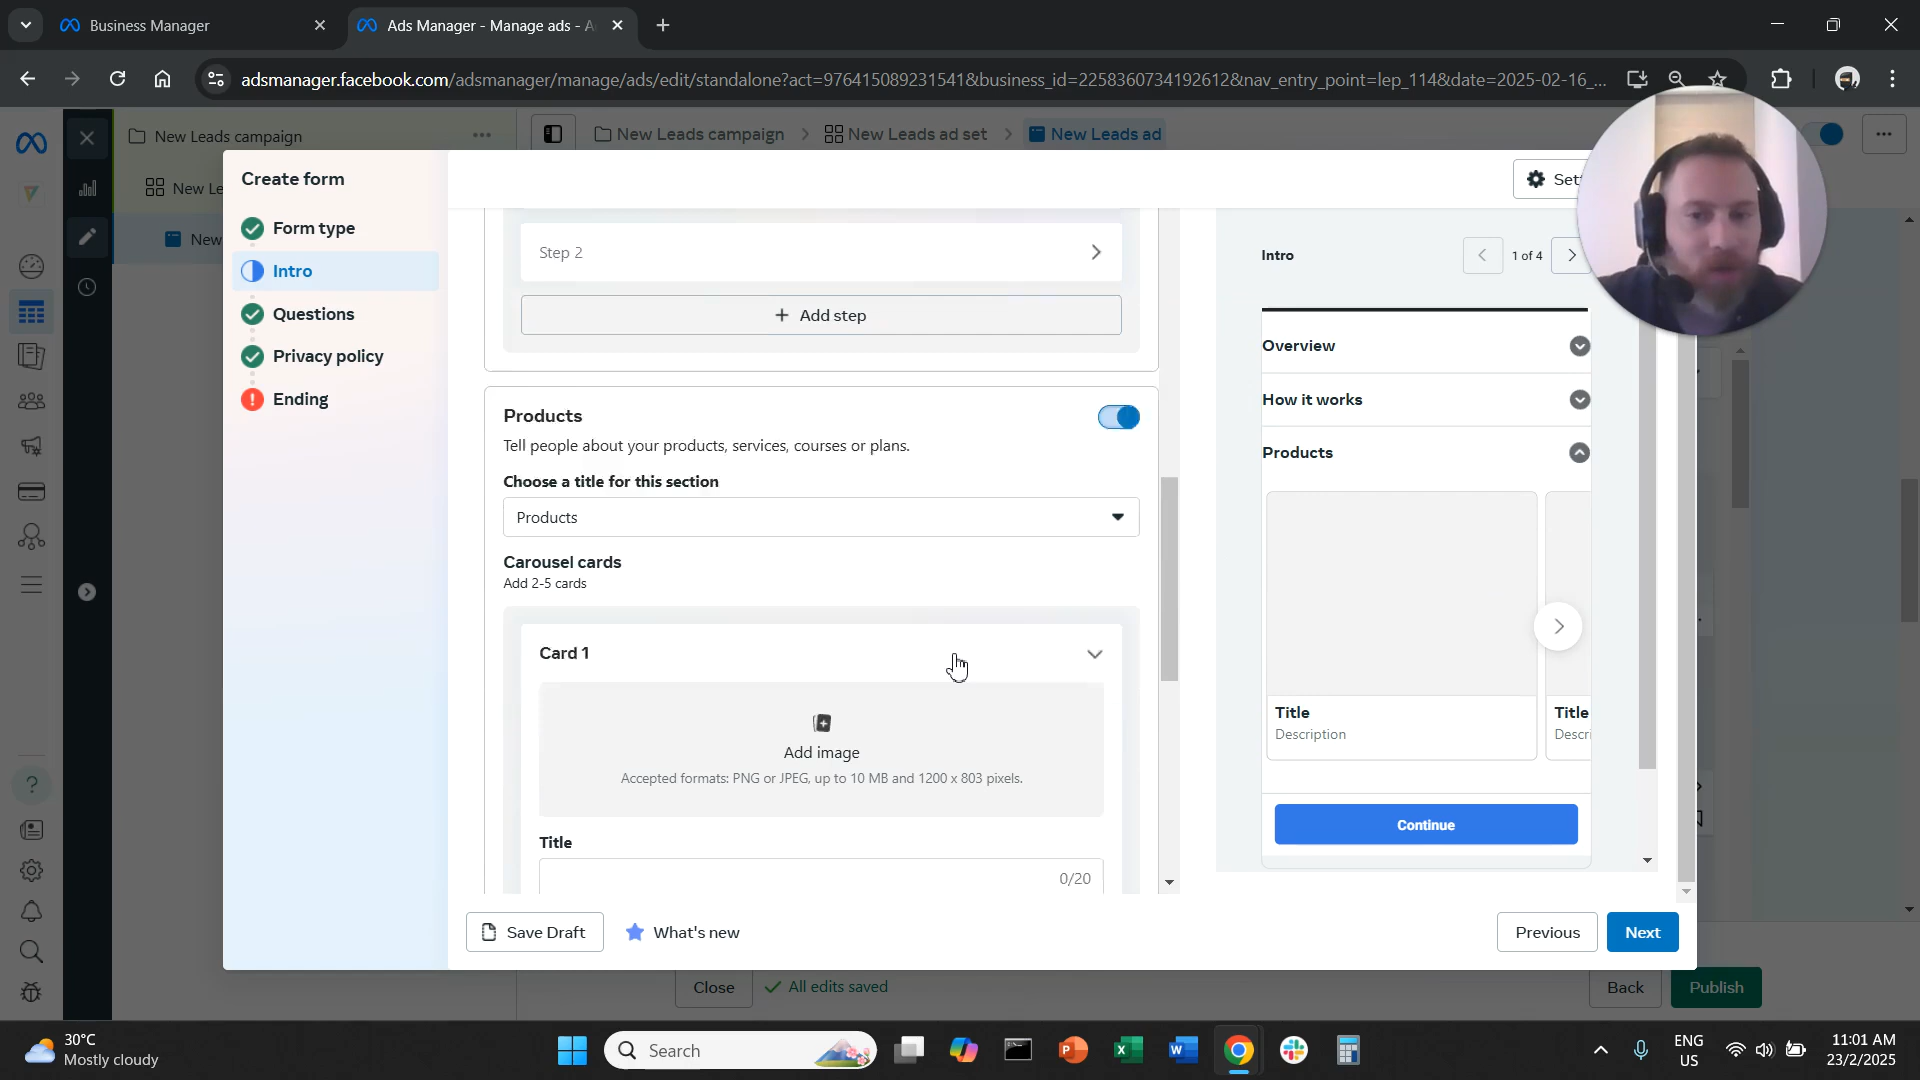 Business Manager
Ads Manager - Manage ads - A
adsmanager.facebook.com/adsmanager/manage/ads/edit/standalone?act=976415089231541&business_id=2258360734192612&nav_entry_point=lep_114&date=2025-02-16_...
New Leads campaign
New Le
New
New Leads campaign
New Leads ad set
New Leads ad
Create form
Form type
Intro
Questions
Privacy policy
Ending
Set
Step 2
Add step
Products
Tell people about your products, services, courses or plans.
Choose a title for this section
Products
Carousel cards
Add 2-5 cards
Card 1
Add image
Accepted formats: PNG or JPEG, up to 10 MB and 1200 x 803 pixels.
Title
0/20
Intro
1 of 4
Overview
How it works
Products
Title
Description
Title
Descri
Continue
Save Draft
What's new
Previous
Next
Close
All edits saved
Back
Publish
30°C
Mostly cloudy
Search
ENG
US
11:01 AM
23/2/2025